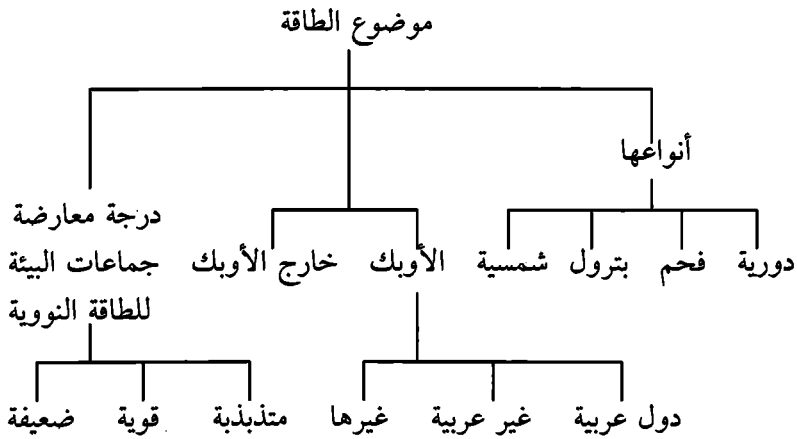 موضوع الطاقة
أنواعها
دورية
فحم
بترول
شمسية
الأوبك
خارج الأوبك
درجة معارضة
جماعات البيئة
للطاقة النووية
دول عربية
غير عربية
غيرها
متذبذبة
قوية
ضعيفة